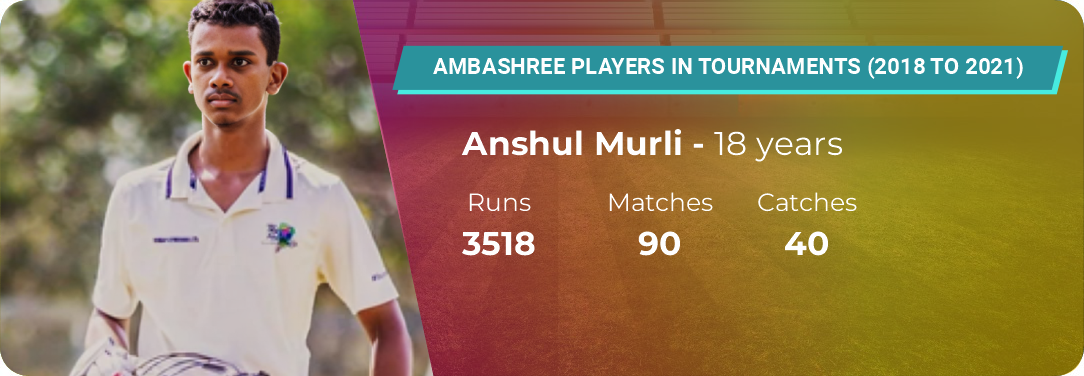 AMBASHREE PLAYERS IN TOURNAMENTS (2018 TO 2021)
Anshul Murli - 18 years
Runs Matches Catches
3518 90 40